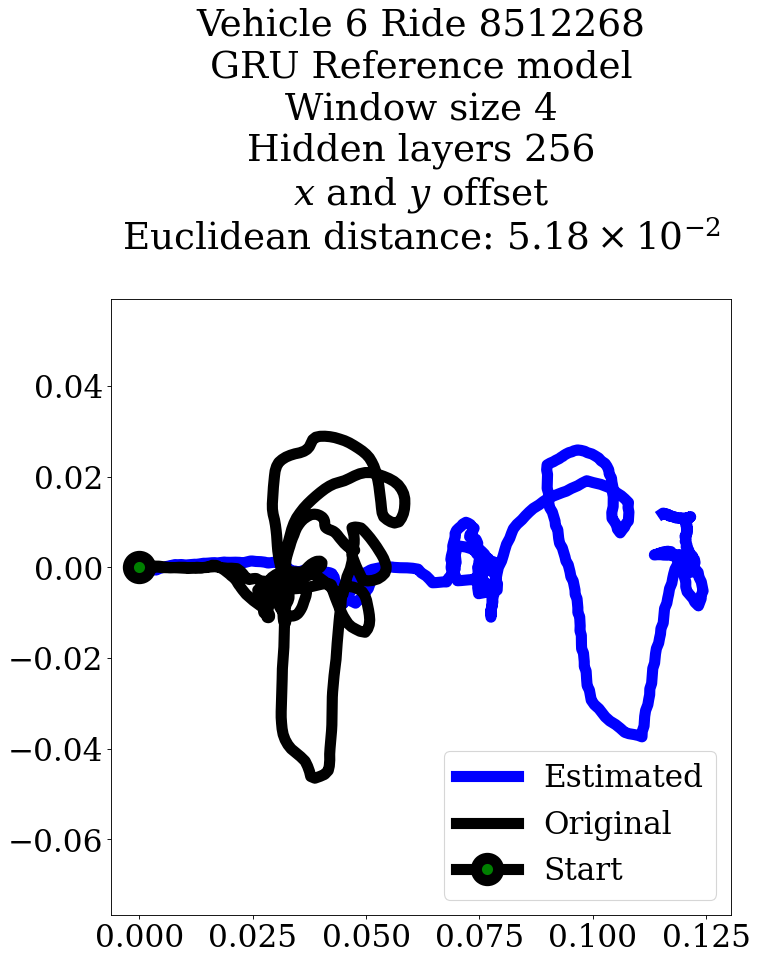 Vehicle 6 Ride 8512268
GRU Reference model
Window size 4
Hidden layers 256
x and y offset
Euclidean distance: 5.18 × 10⁻²
0.04
0.02
0.00
−0.02
−0.04
−0.06
Estimated
Original
Start
0.000 0.025 0.050 0.075 0.100 0.125